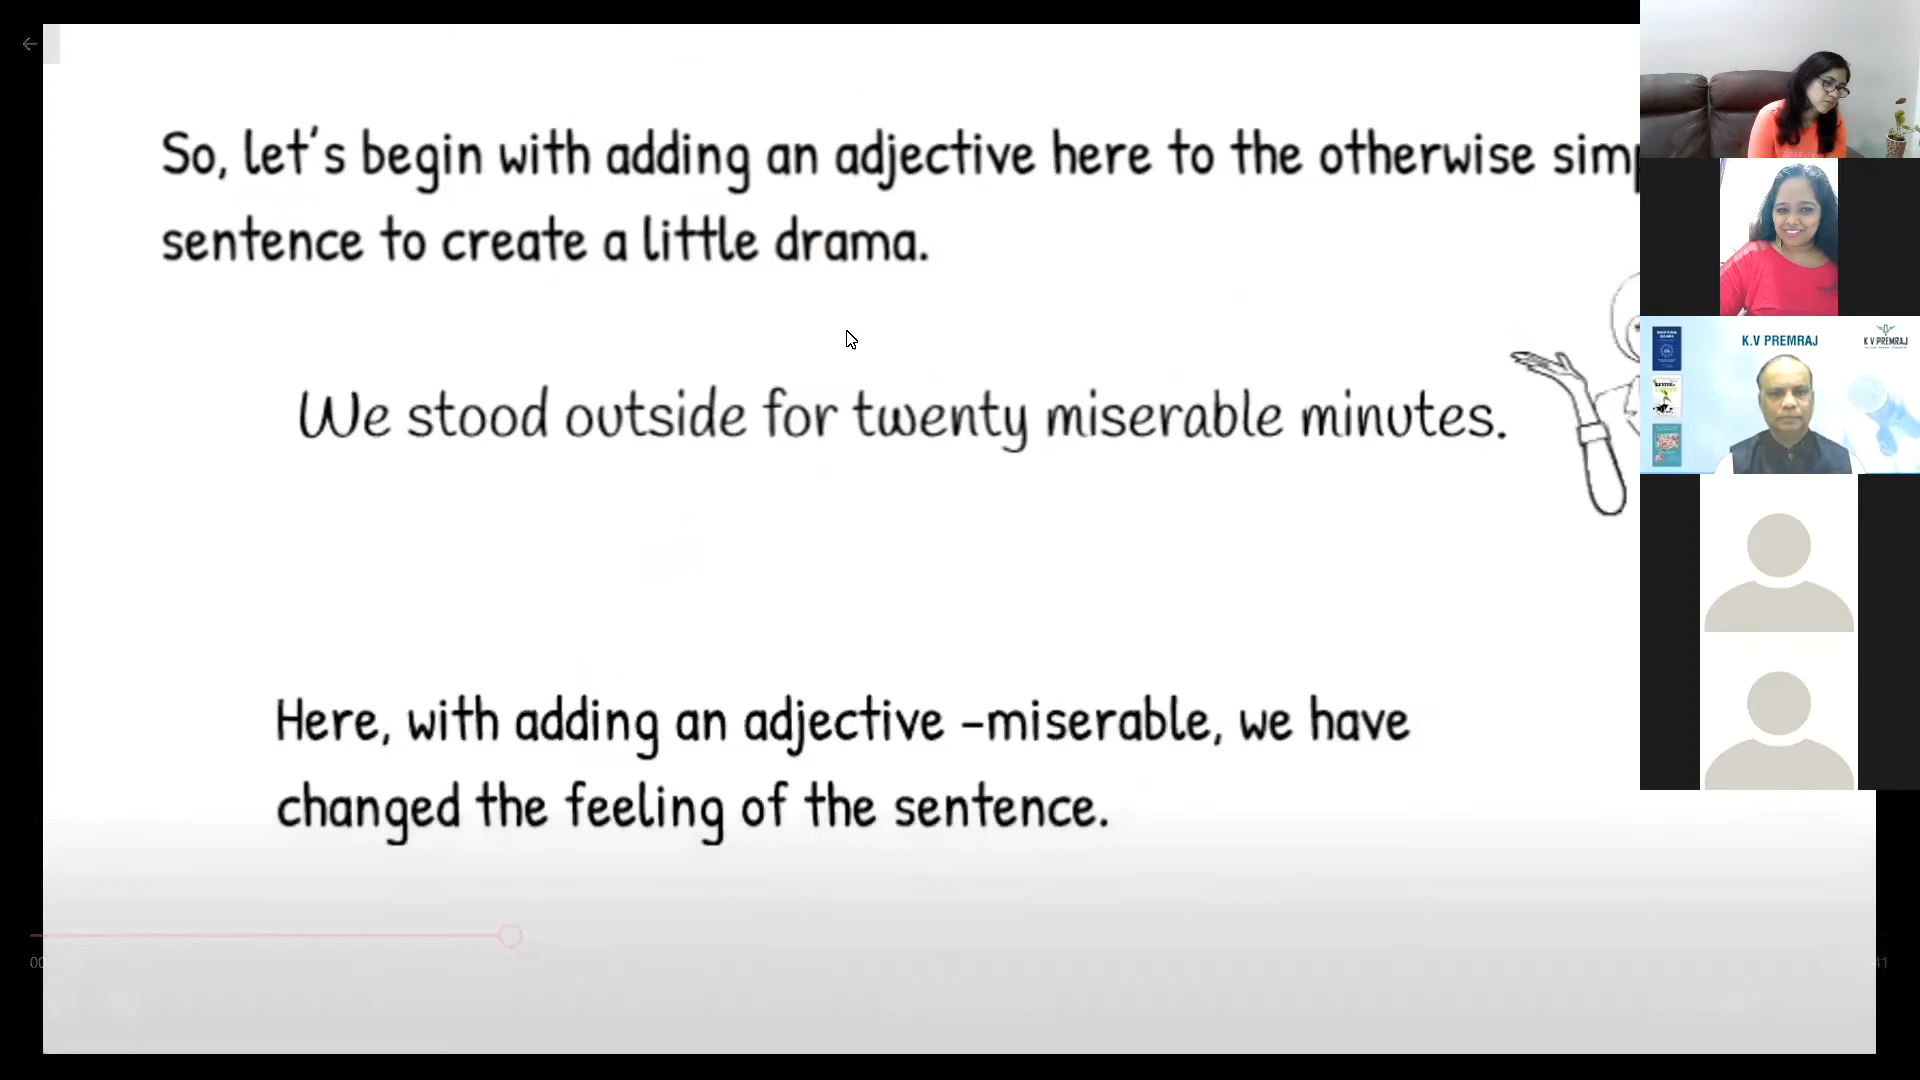 So, let's begin with adding an adjective here to the otherwise
sentence to create a little drama.
We stood outside for twenty miserable minutes.
Here, with adding an adjective -miserable, we have
changed the feeling of the sentence.
K.V PREMRAJ
K V PREMRAJ
00
41